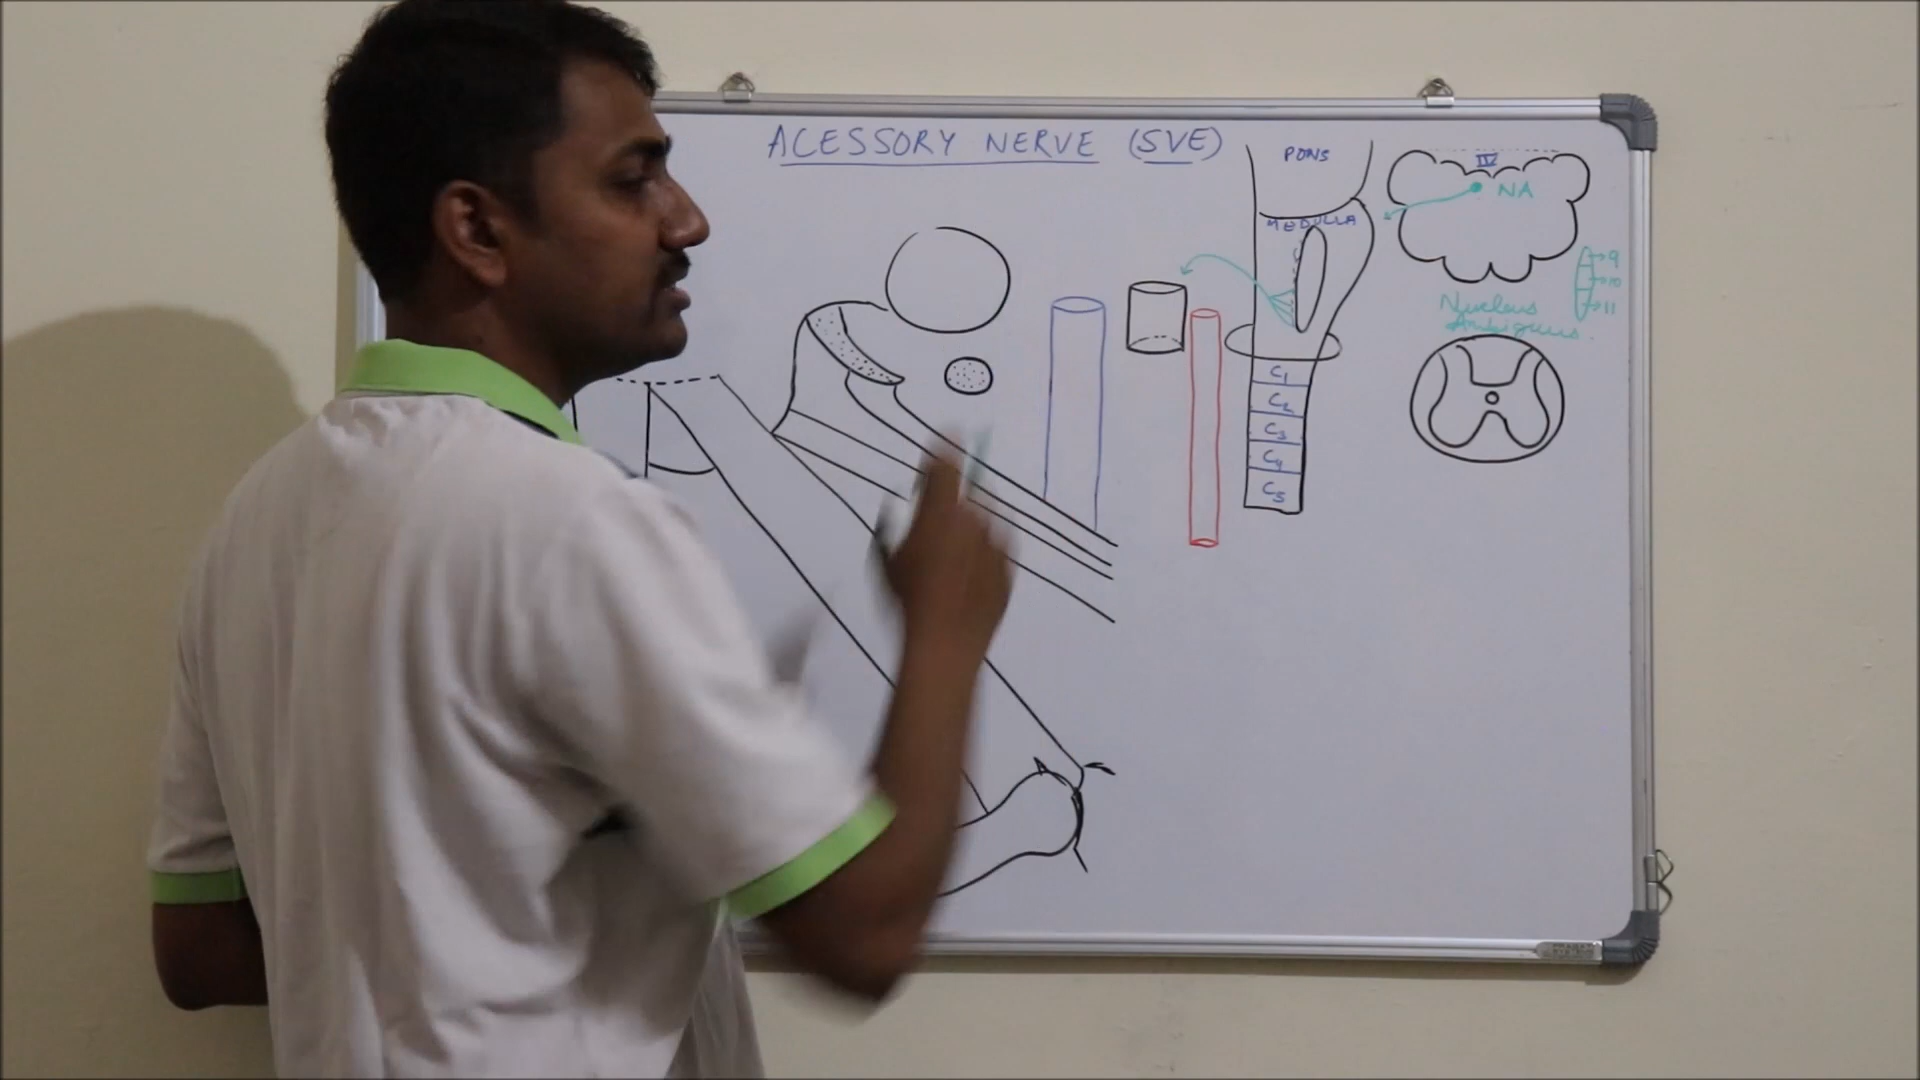 ACESSORY NERVE (SVE)
PONS
MEDULLA
IV
NA
9
10
11
Nucleus
Ambiguus.
C1
C2
C3
C4
C5